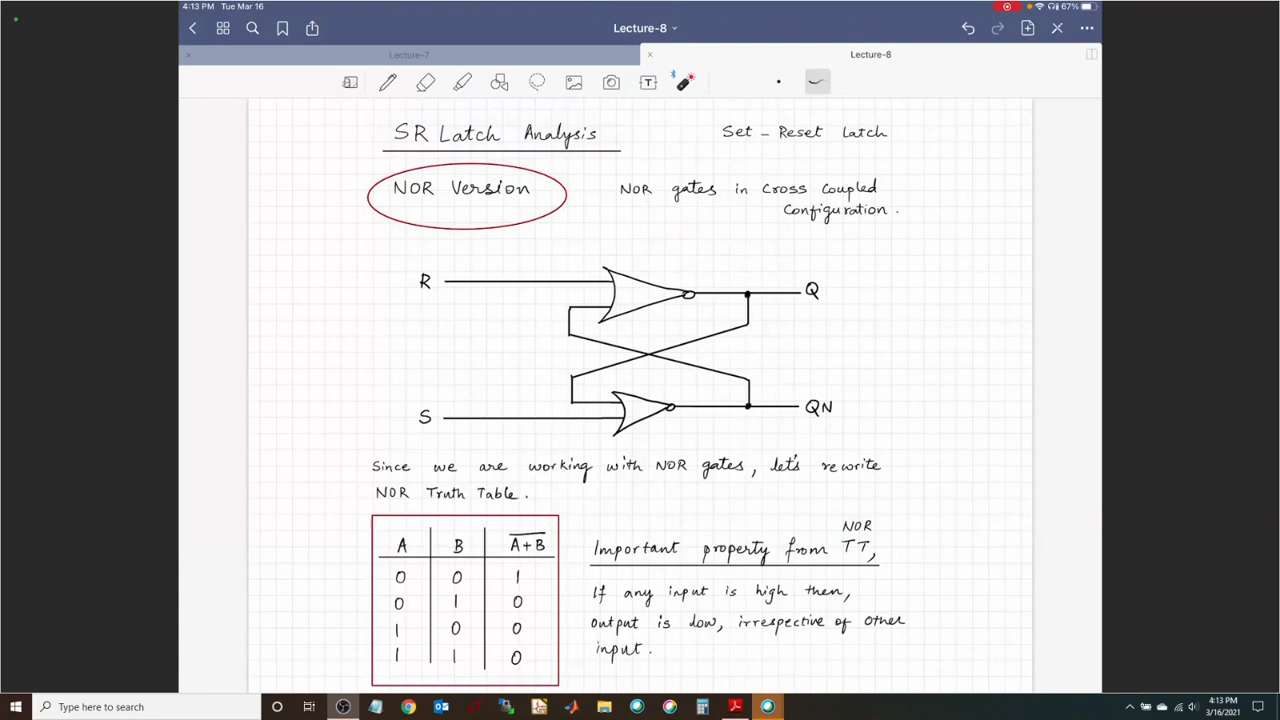 4:13 PM Tue Mar 16
67%
Lecture-8
Lecture-7
Lecture-8
SR Latch Analysis
Set - Reset Latch
NOR Version
NOR gates in Cross Coupled
Configuration.
R
Q
S
QN
Since we are working with NOR gates, let's rewrite
NOR Truth Table.
A B A+B
0 0 1
0 1 0
1 0 0
1 1 0
NOR
Important property from TT,
If any input is high then,
output is low, irrespective of other
input.
Type here to search
4:13 PM
3/16/2021